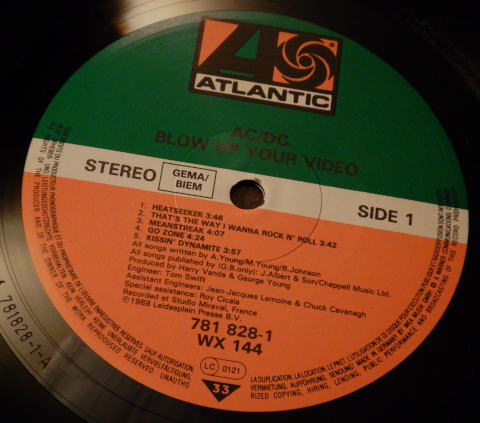 ATLANTIC
AC/DC
BLOW UP YOUR VIDEO
STEREO
GEMA/
BIEM
SIDE 1
1. HEATSEEKER 3:46
2. THAT'S THE WAY I WANNA ROCK N' ROLL 3:42
3. MEANSTREAK 4:07
4. GO ZONE 4:24
5. KISSIN' DYNAMITE 3:57
All songs written by A.Young/M.Young/B.Johnson
All songs published by (G.B.only): J.Albert & Son/Chappell Music Ltd.
Produced by Harry Vanda & George Young
Engineer: Tom Swift
Assistant Engineers: Jean Jacques Lemoine & Chuck Cavanagh
Special assistance: Roy Cicala
Recorded at Studio Miraval, France
℗1988 Leidseplein Presse B.V.
781 828-1
WX 144
LC 0121
33
781828-1-A